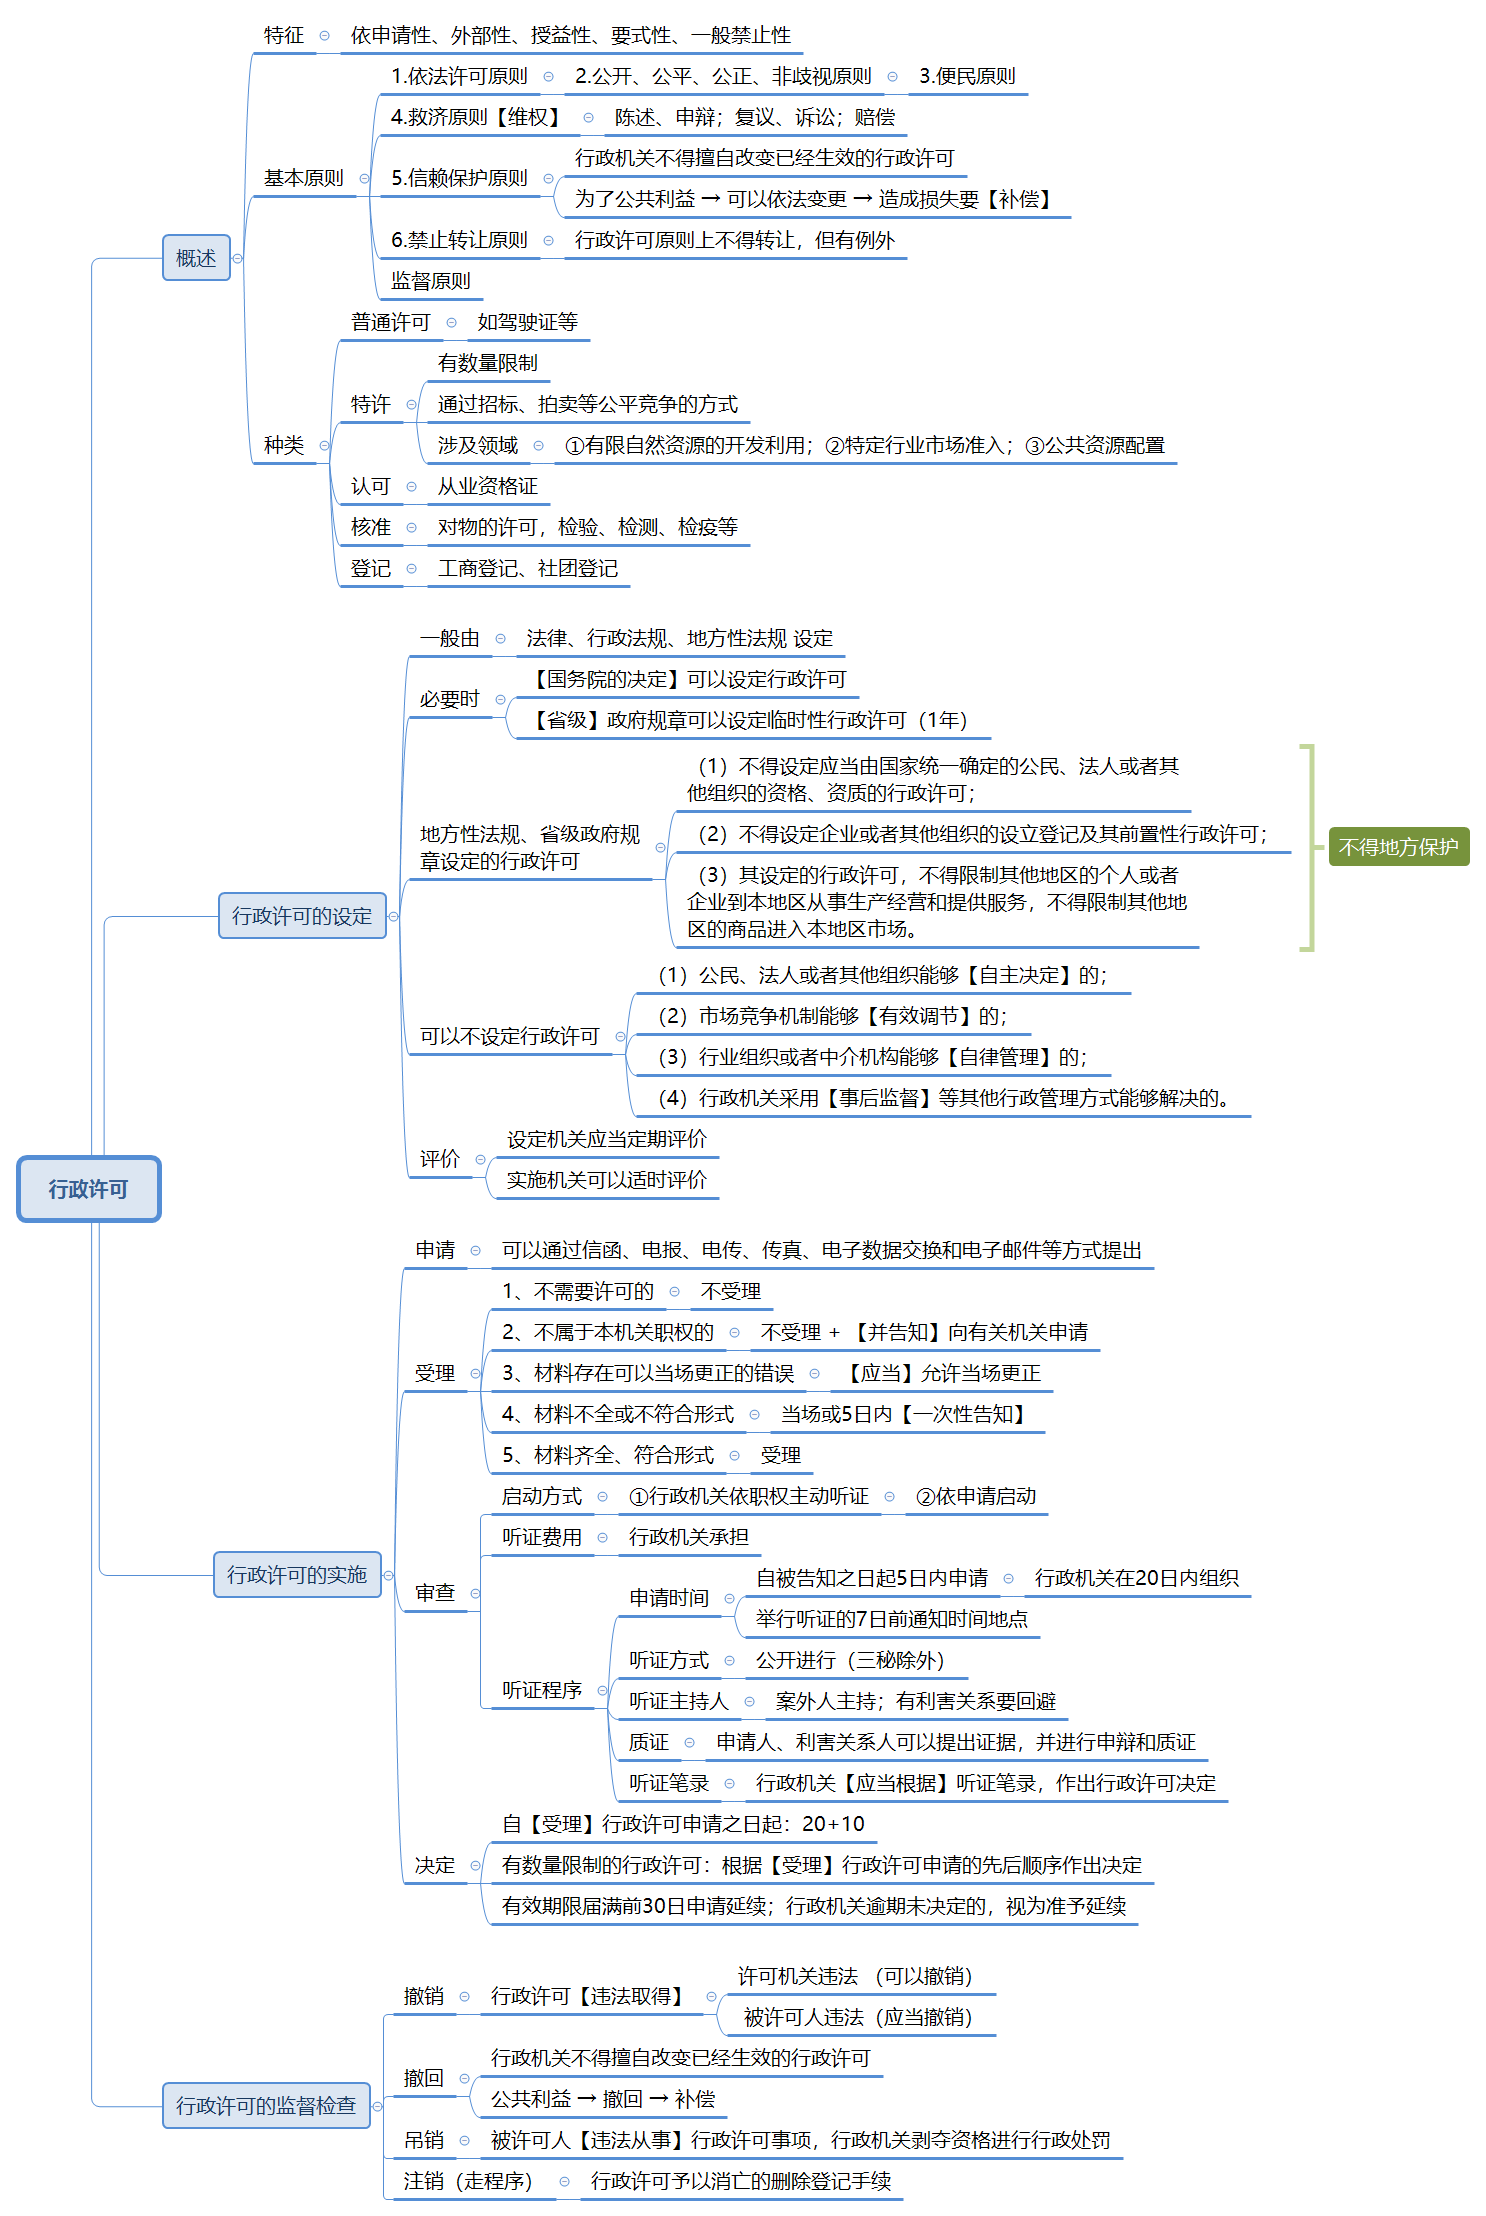 行政许可
概述
特征
依申请性、外部性、授益性、要式性、一般禁止性
基本原则
1.依法许可原则
2.公开、公平、公正、非歧视原则
3.便民原则
4.救济原则【维权】
陈述、申辩；复议、诉讼；赔偿
5.信赖保护原则
行政机关不得擅自改变已经生效的行政许可
为了公共利益 → 可以依法变更 → 造成损失要【补偿】
6.禁止转让原则
行政许可原则上不得转让，但有例外
监督原则
种类
普通许可
如驾驶证等
特许
有数量限制
通过招标、拍卖等公平竞争的方式
涉及领域
①有限自然资源的开发利用；②特定行业市场准入；③公共资源配置
认可
从业资格证
核准
对物的许可，检验、检测、检疫等
登记
工商登记、社团登记
行政许可的设定
一般由
法律、行政法规、地方性法规 设定
必要时
【国务院的决定】可以设定行政许可
【省级】政府规章可以设定临时性行政许可（1年）
地方性法规、省级政府规
章设定的行政许可
（1）不得设定应当由国家统一确定的公民、法人或者其
他组织的资格、资质的行政许可；
（2）不得设定企业或者其他组织的设立登记及其前置性行政许可；
（3）其设定的行政许可，不得限制其他地区的个人或者
企业到本地区从事生产经营和提供服务，不得限制其他地
区的商品进入本地区市场。
不得地方保护
可以不设定行政许可
（1）公民、法人或者其他组织能够【自主决定】的；
（2）市场竞争机制能够【有效调节】的；
（3）行业组织或者中介机构能够【自律管理】的；
（4）行政机关采用【事后监督】等其他行政管理方式能够解决的。
评价
设定机关应当定期评价
实施机关可以适时评价
行政许可的实施
申请
可以通过信函、电报、电传、传真、电子数据交换和电子邮件等方式提出
受理
1、不需要许可的
不受理
2、不属于本机关职权的
不受理 + 【并告知】向有关机关申请
3、材料存在可以当场更正的错误
【应当】允许当场更正
4、材料不全或不符合形式
当场或5日内【一次性告知】
5、材料齐全、符合形式
受理
审查
启动方式
①行政机关依职权主动听证
②依申请启动
听证费用
行政机关承担
听证程序
申请时间
自被告知之日起5日内申请
行政机关在20日内组织
举行听证的7日前通知时间地点
听证方式
公开进行（三秘除外）
听证主持人
案外人主持；有利害关系要回避
质证
申请人、利害关系人可以提出证据，并进行申辩和质证
听证笔录
行政机关【应当根据】听证笔录，作出行政许可决定
决定
自【受理】行政许可申请之日起：20+10
有数量限制的行政许可：根据【受理】行政许可申请的先后顺序作出决定
有效期限届满前30日申请延续；行政机关逾期未决定的，视为准予延续
行政许可的监督检查
撤销
行政许可【违法取得】
许可机关违法 （可以撤销）
被许可人违法（应当撤销）
撤回
行政机关不得擅自改变已经生效的行政许可
公共利益 → 撤回 → 补偿
吊销
被许可人【违法从事】行政许可事项，行政机关剥夺资格进行行政处罚
注销（走程序）
行政许可予以消亡的删除登记手续